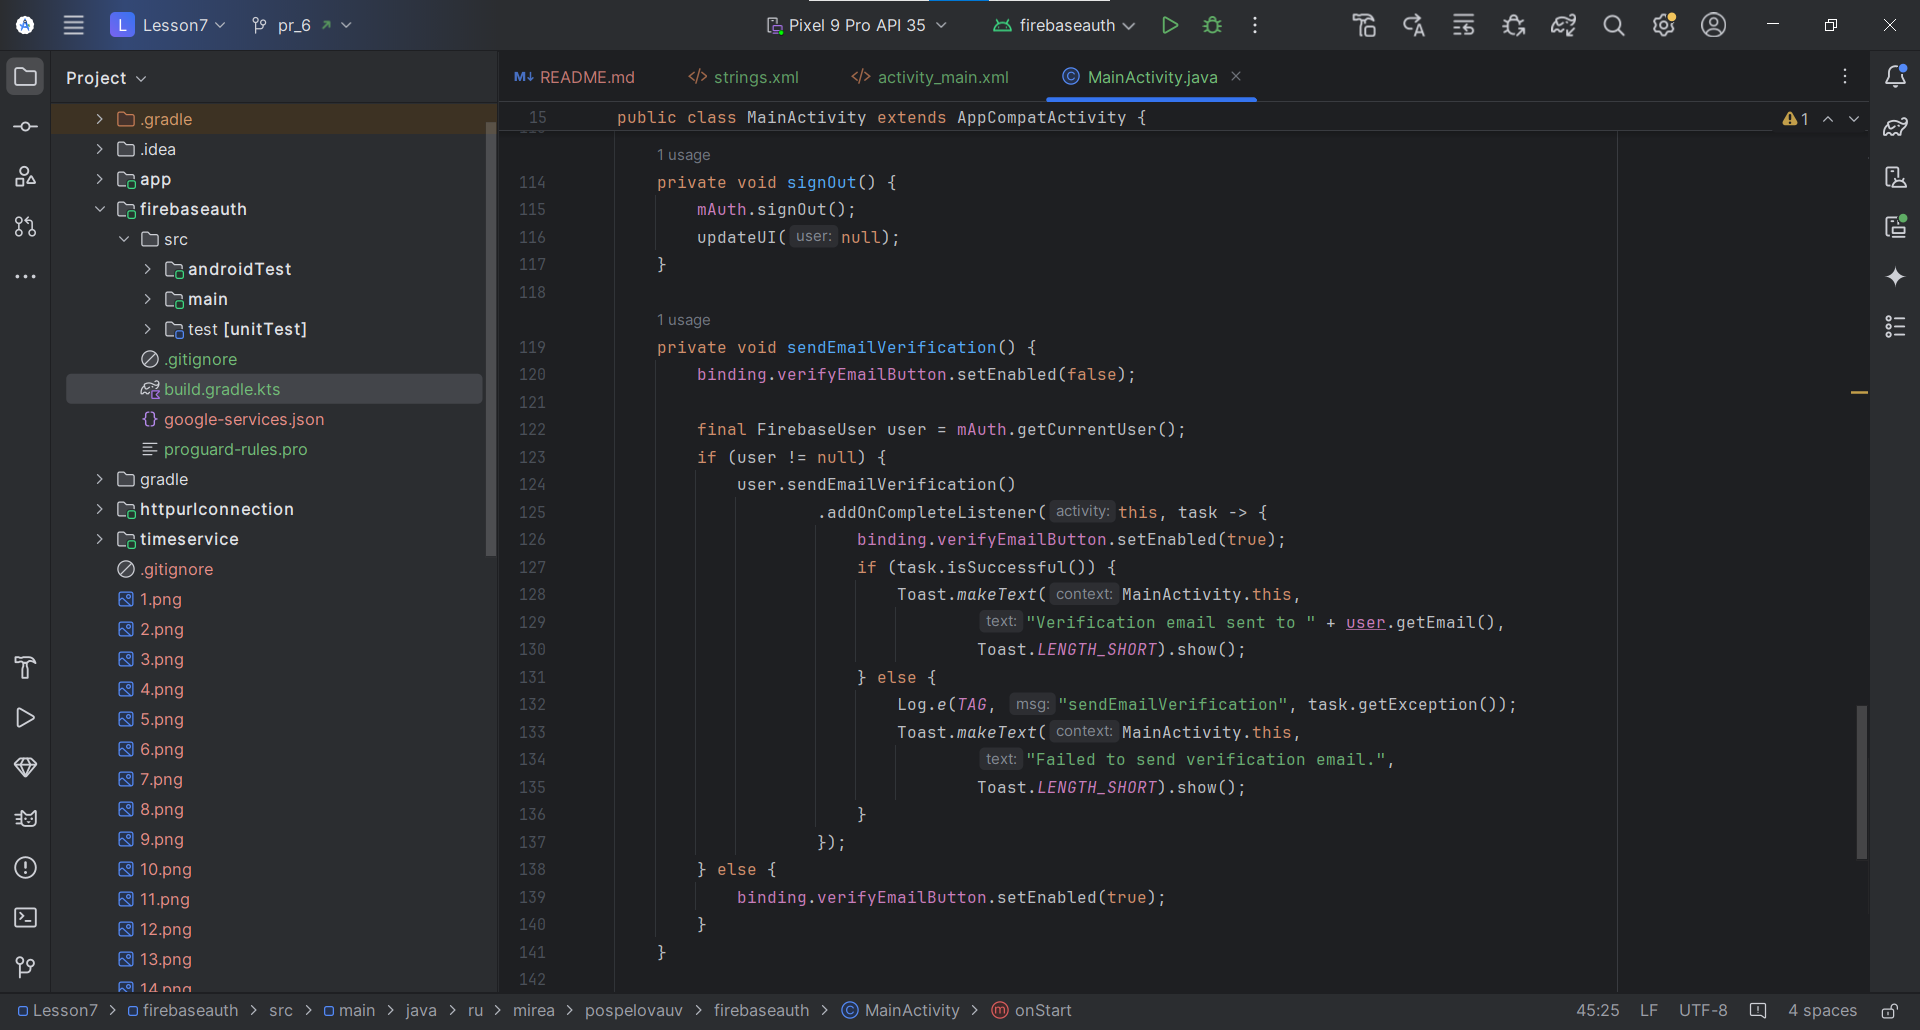 L Lesson7 pr_6 Pixel 9 Pro API 35 firebaseauth
Project
.gradle
.idea
app
firebaseauth
src
androidTest
main
test [unitTest]
.gitignore
build.gradle.kts
google-services.json
proguard-rules.pro
gradle
httpurlconnection
timeservice
.gitignore
1.png
2.png
3.png
4.png
5.png
6.png
7.png
8.png
9.png
10.png
11.png
12.png
13.png
14.png
M↓ README.md </> strings.xml </> activity_main.xml C MainActivity.java
15 public class MainActivity extends AppCompatActivity { 1
1 usage
114 private void signOut() {
115 mAuth.signOut();
116 updateUI( user: null);
117 }
118
1 usage
119 private void sendEmailVerification() {
120 binding.verifyEmailButton.setEnabled(false);
121
122 final FirebaseUser user = mAuth.getCurrentUser();
123 if (user != null) {
124 user.sendEmailVerification()
125 .addOnCompleteListener( activity: this, task -> {
126 binding.verifyEmailButton.setEnabled(true);
127 if (task.isSuccessful()) {
128 Toast.makeText( context: MainActivity.this,
129 text: "Verification email sent to " + user.getEmail(),
130 Toast.LENGTH_SHORT).show();
131 } else {
132 Log.e(TAG, msg: "sendEmailVerification", task.getException());
133 Toast.makeText( context: MainActivity.this,
134 text: "Failed to send verification email.",
135 Toast.LENGTH_SHORT).show();
136 }
137 });
138 } else {
139 binding.verifyEmailButton.setEnabled(true);
140 }
141 }
142
Lesson7 > firebaseauth > src > main > java > ru > mirea > pospelovauv > firebaseauth > C MainActivity > m onStart 45:25 LF UTF-8 4 spaces